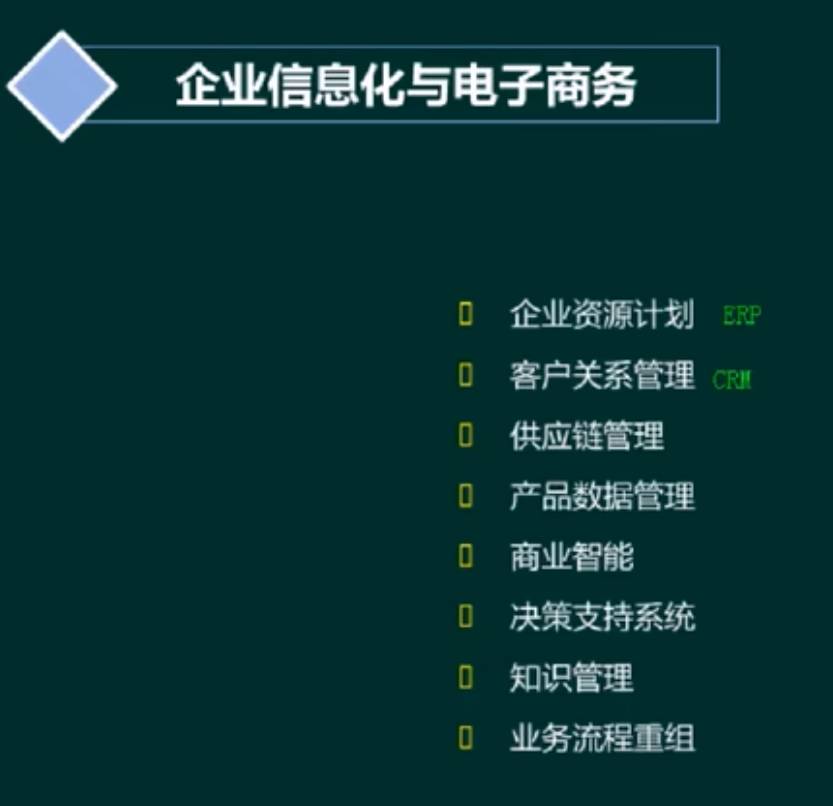 企业信息化与电子商务
企业资源计划 ERP
客户关系管理 CRM
供应链管理
产品数据管理
商业智能
决策支持系统
知识管理
业务流程重组